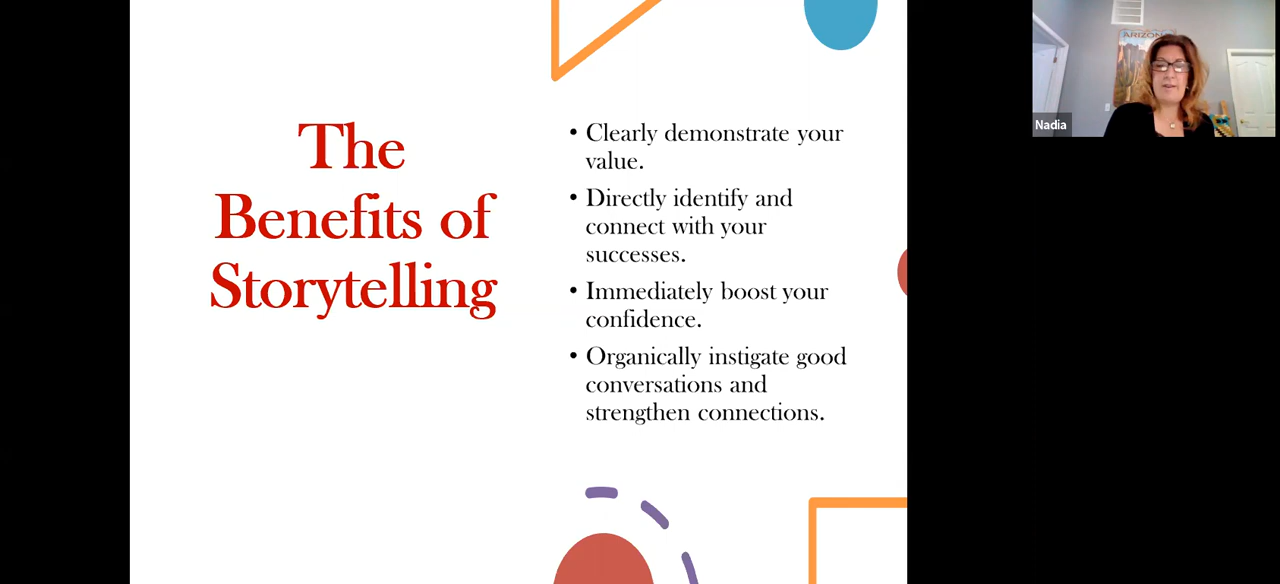 The
Benefits of
Storytelling
• Clearly demonstrate your
value.
• Directly identify and
connect with your
successes.
• Immediately boost your
confidence.
• Organically instigate good
conversations and
strengthen connections.
ARIZONA
Nadia